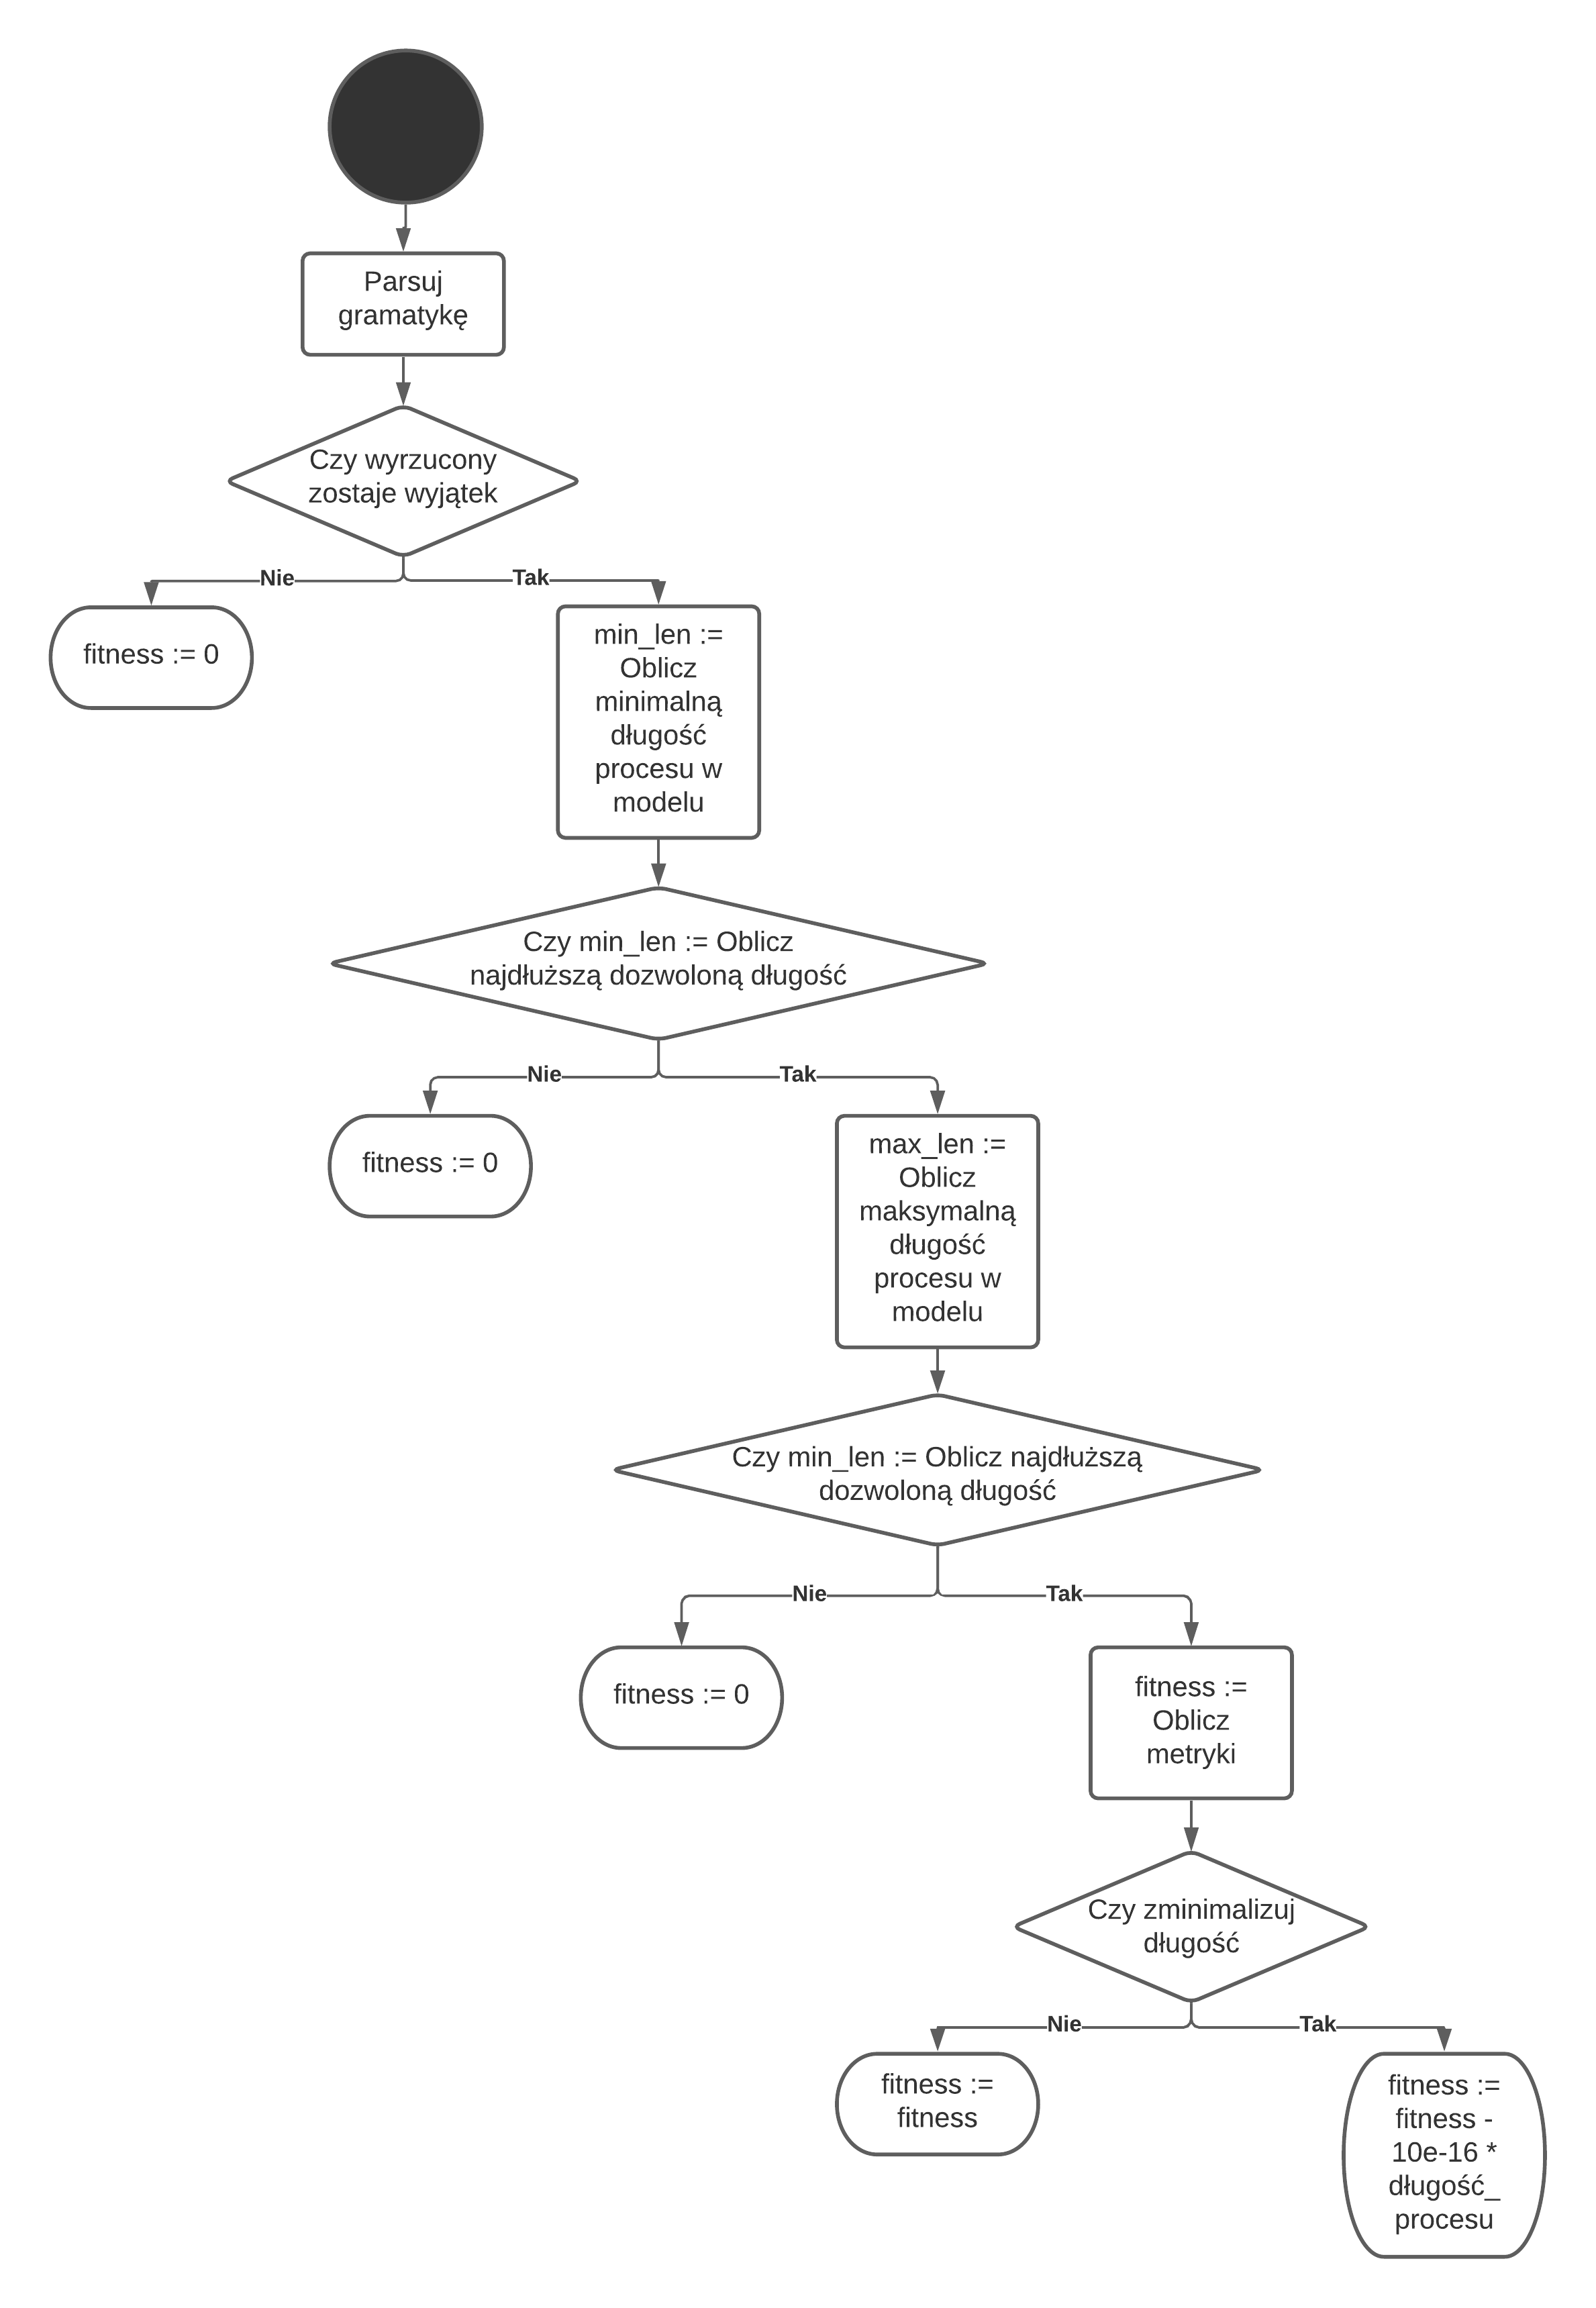 Parsuj
gramatykę
Czy wyrzucony
zostaje wyjątek
Nie
Tak
fitness := 0
min_len :=
Oblicz
minimalną
długość
procesu w
modelu
Czy min_len := Oblicz
najdłuższą dozwoloną długość
Nie
Tak
fitness := 0
max_len :=
Oblicz
maksymalną
długość
procesu w
modelu
Czy min_len := Oblicz najdłuższą
dozwoloną długość
Nie
Tak
fitness := 0
fitness :=
Oblicz
metryki
Czy zminimalizuj
długość
Nie
Tak
fitness :=
fitness
fitness :=
fitness -
10e-16 *
długość_
procesu